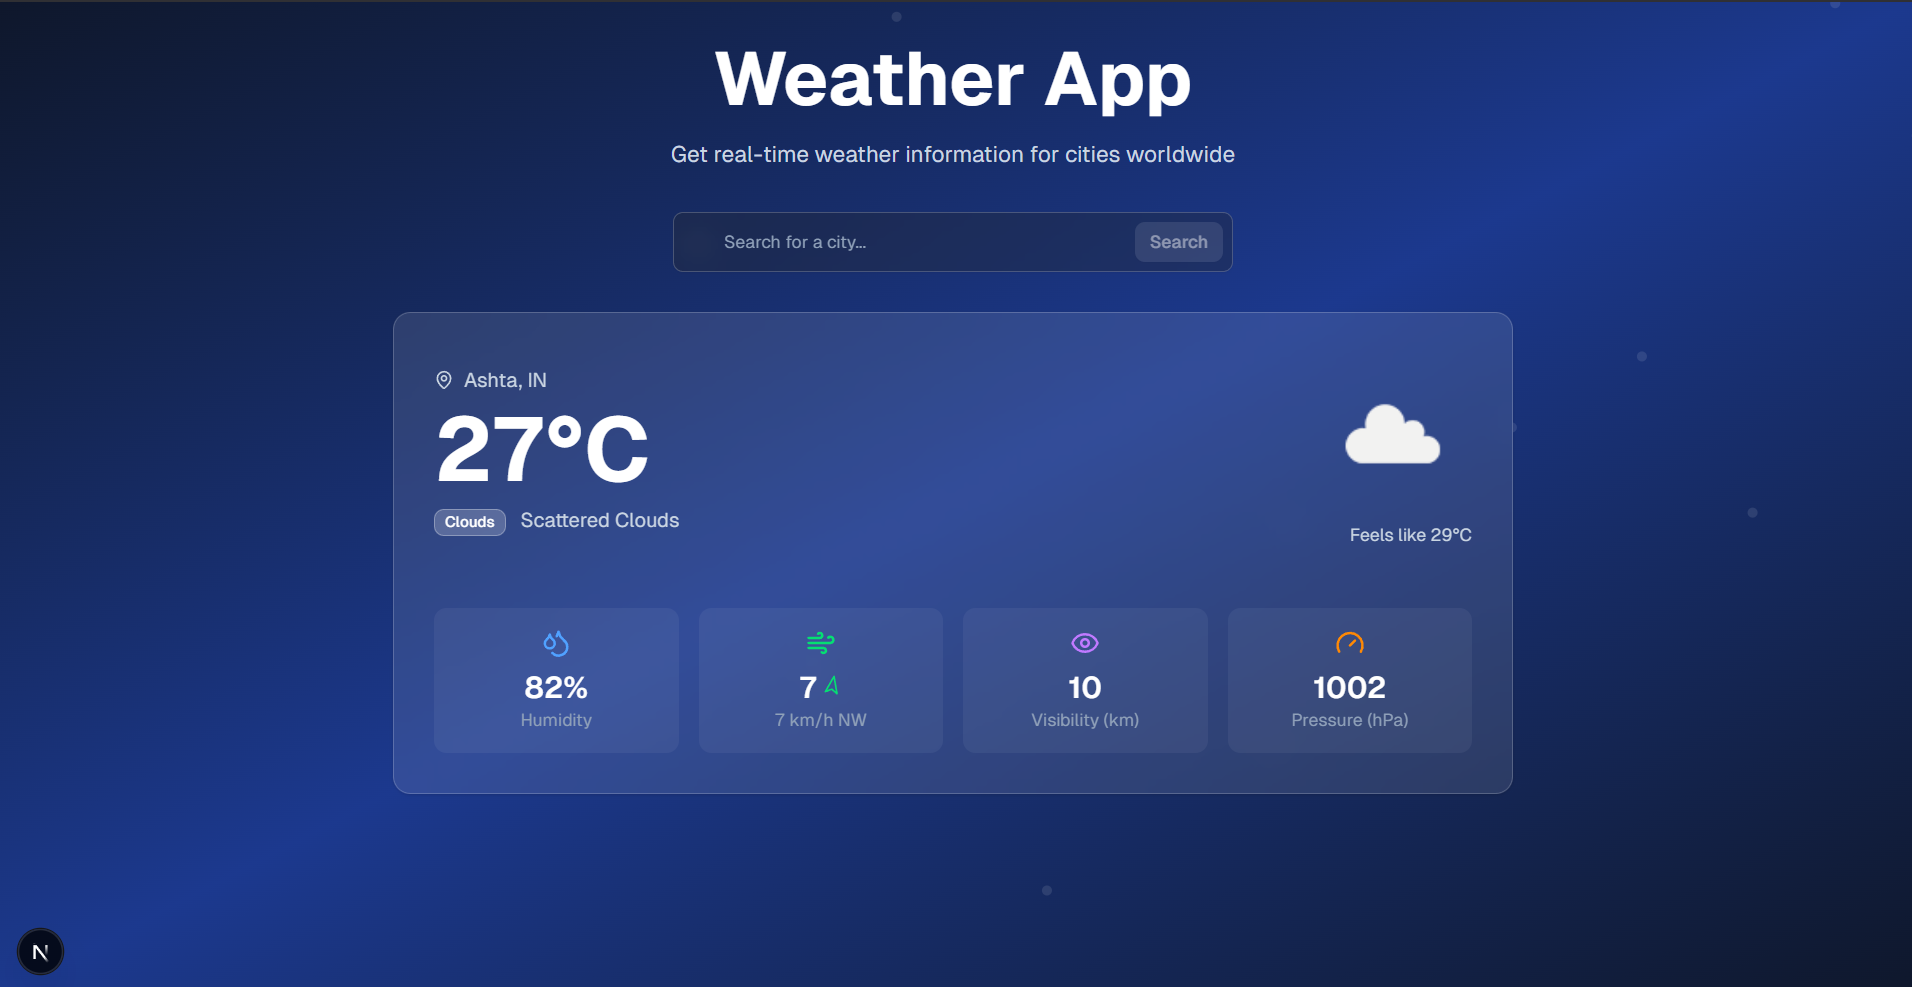 Weather App
Get real-time weather information for cities worldwide
Search for a city...
Search
Ashta, IN
27°C
Clouds
Scattered Clouds
Feels like 29°C
82%
Humidity
7
7 km/h NW
10
Visibility (km)
1002
Pressure (hPa)
N